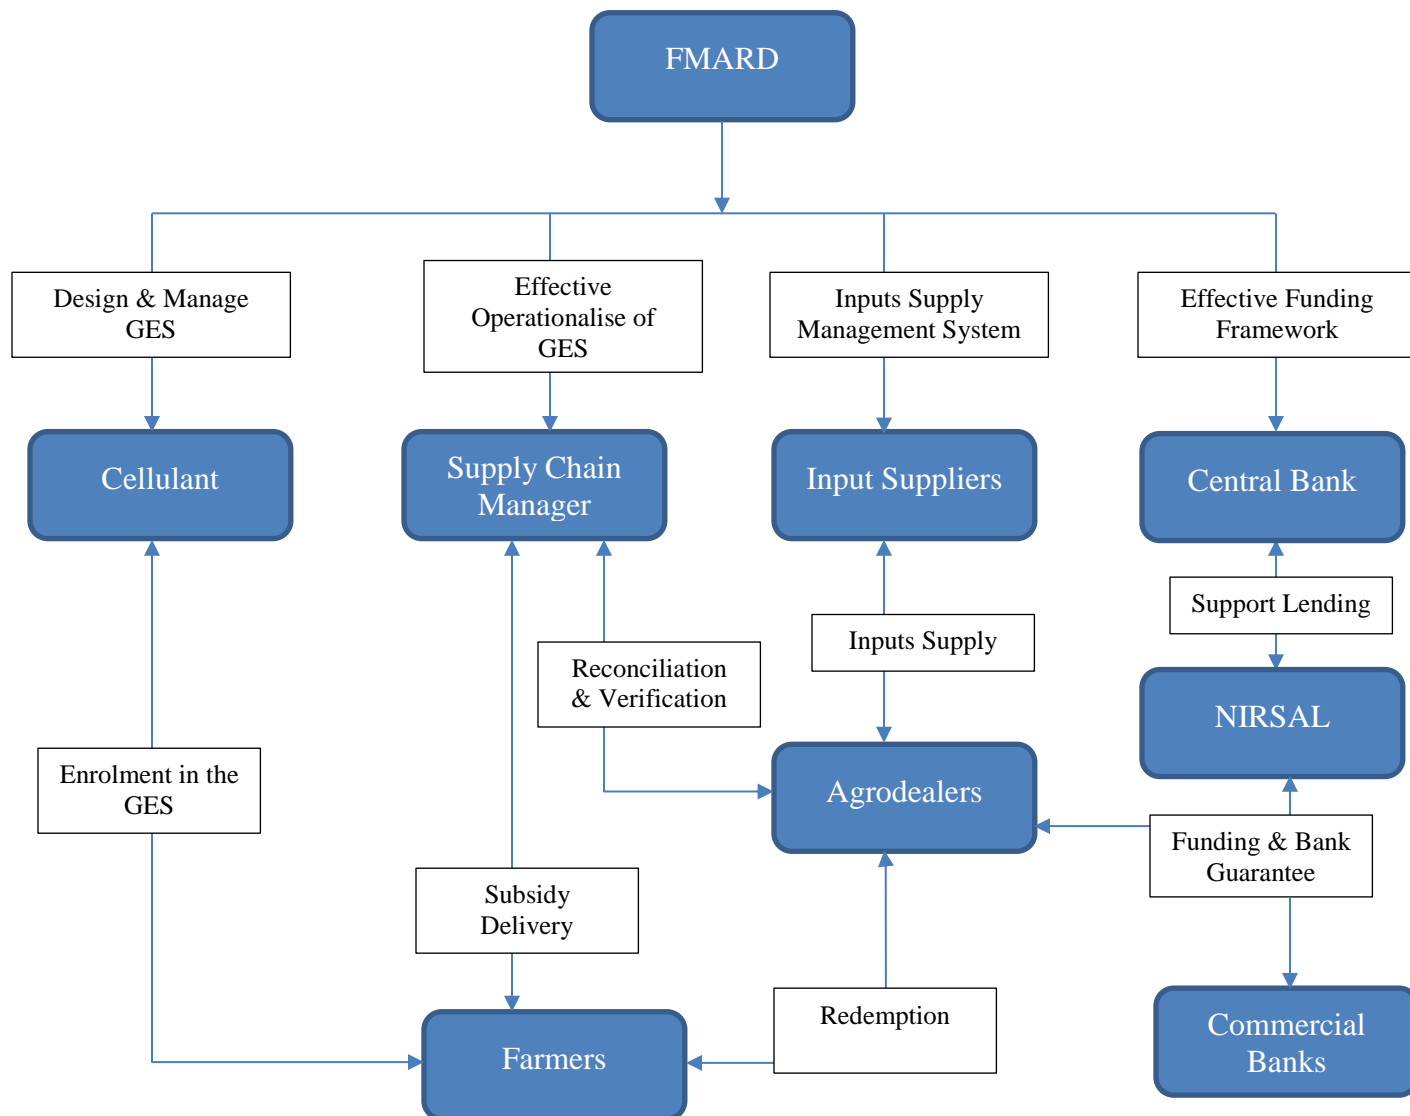 FMARD
Design & Manage
GES
Effective
Operationalise of
GES
Inputs Supply
Management System
Effective Funding
Framework
Cellulant
Supply Chain
Manager
Input Suppliers
Central Bank
Support Lending
Inputs Supply
Reconciliation
& Verification
NIRSAL
Enrolment in the
GES
Agrodealers
Funding & Bank
Guarantee
Subsidy
Delivery
Redemption
Farmers
Commercial
Banks